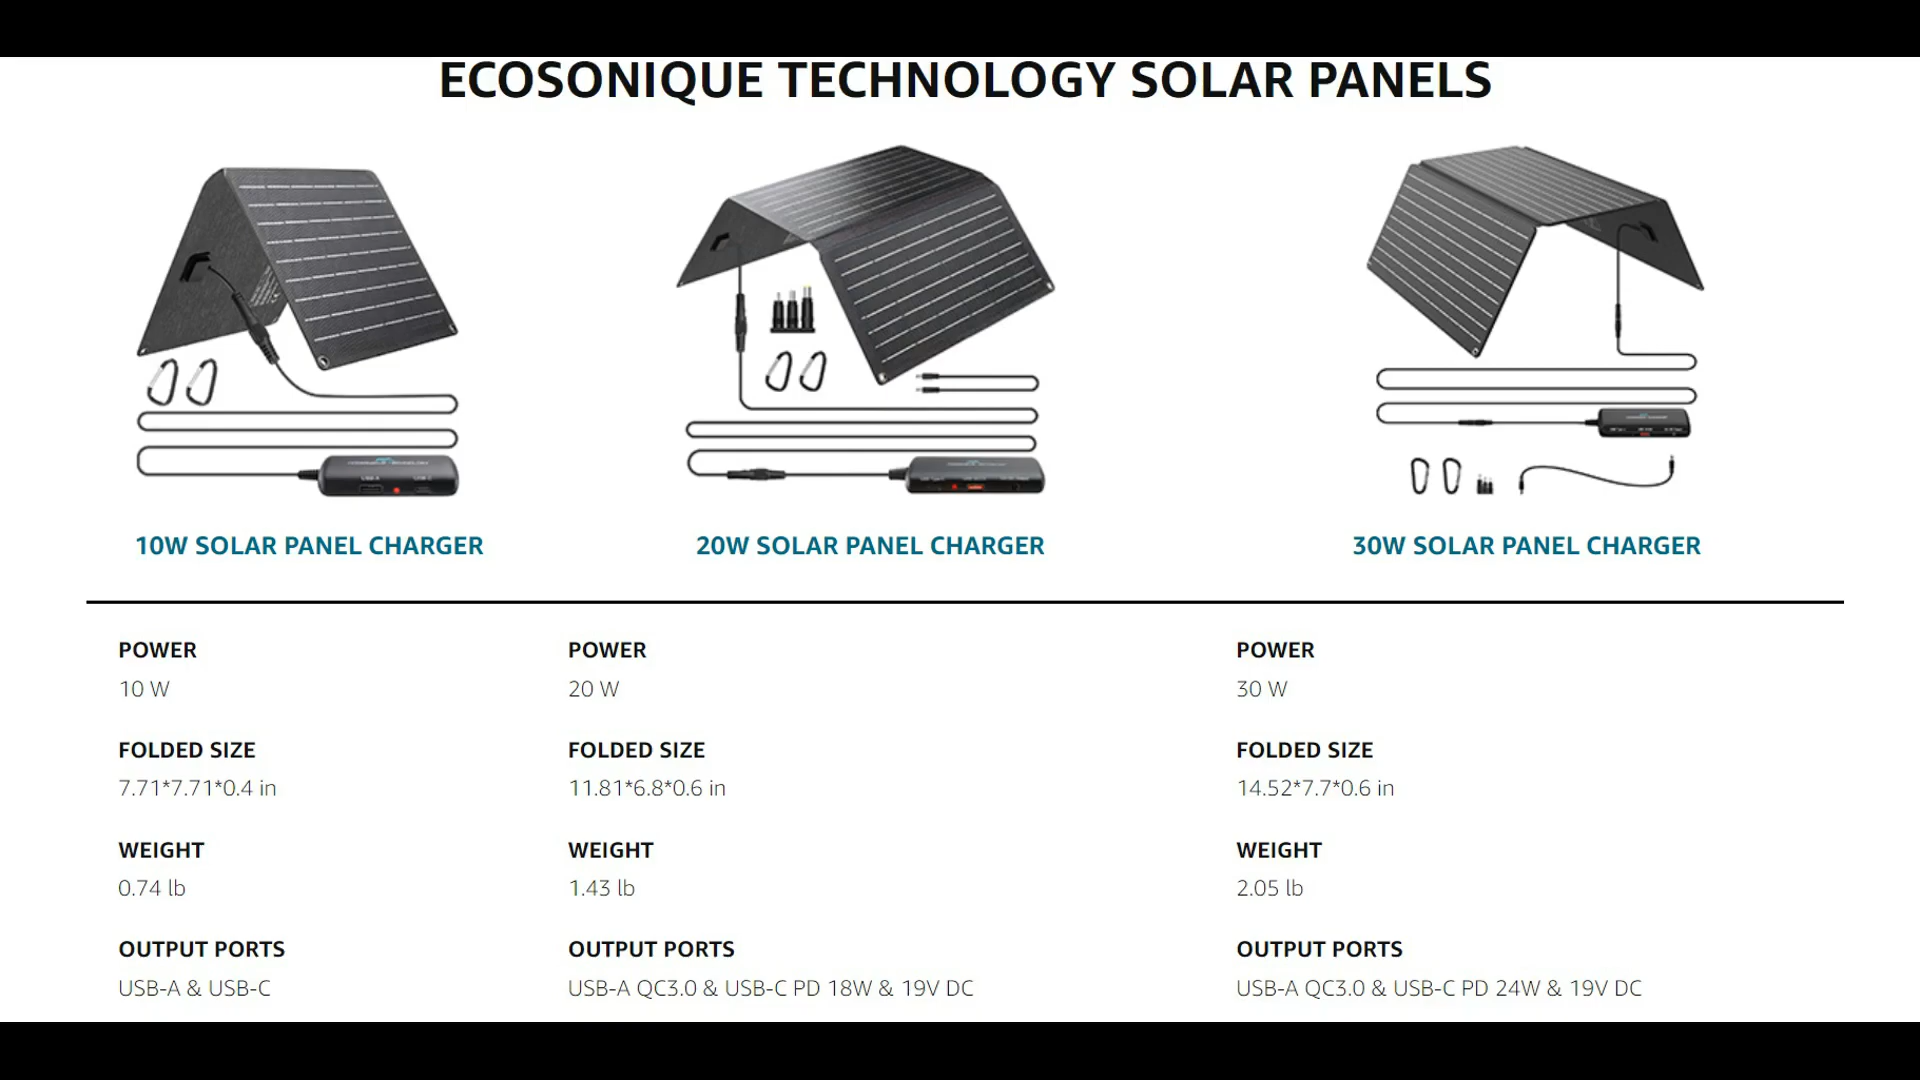 ECOSONIQUE TECHNOLOGY SOLAR PANELS
USB-A
USB-C
10W SOLAR PANEL CHARGER
20W SOLAR PANEL CHARGER
30W SOLAR PANEL CHARGER
POWER
10 W
FOLDED SIZE
7.71*7.71*0.4 in
WEIGHT
0.74 lb
OUTPUT PORTS
USB-A & USB-C
POWER
20 W
FOLDED SIZE
11.81*6.8*0.6 in
WEIGHT
1.43 lb
OUTPUT PORTS
USB-A QC3.0 & USB-C PD 18W & 19V DC
POWER
30 W
FOLDED SIZE
14.52*7.7*0.6 in
WEIGHT
2.05 lb
OUTPUT PORTS
USB-A QC3.0 & USB-C PD 24W & 19V DC